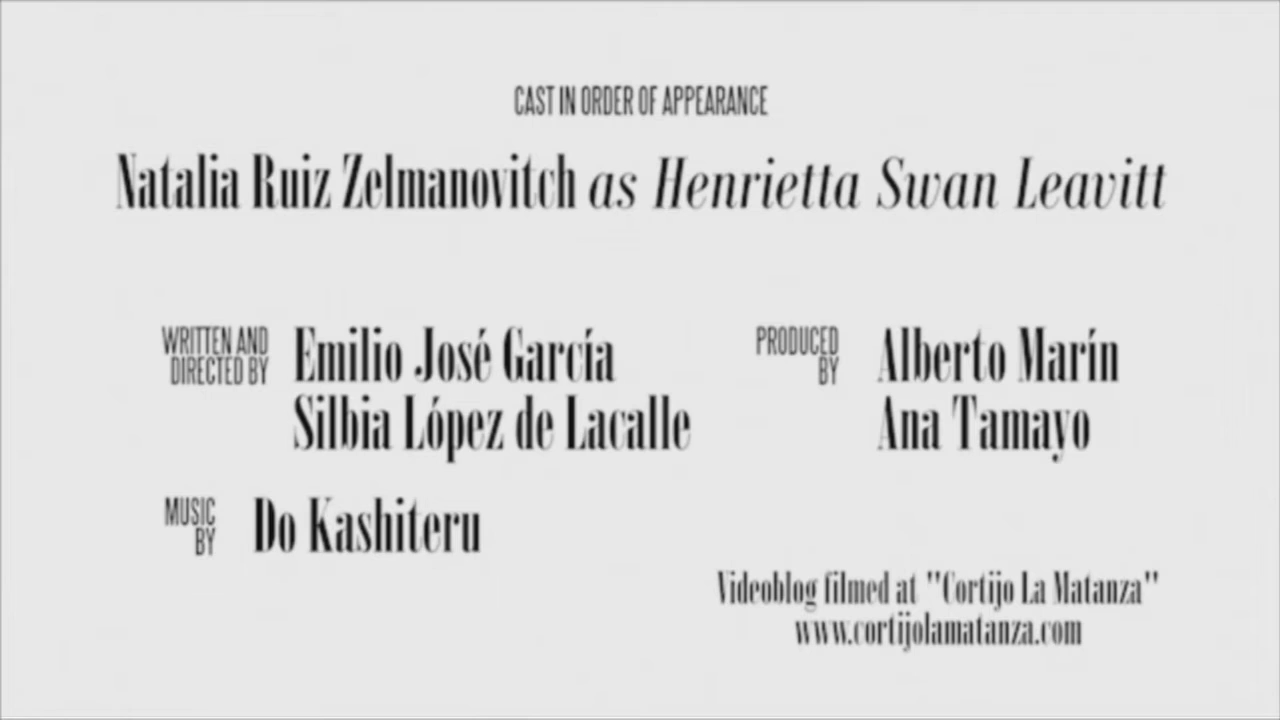 CAST IN ORDER OF APPEARANCE
Natalia Ruiz Zelmanovitch as Henrietta Swan Leavitt
WRITTEN AND
DIRECTED BY
Emilio José García
Silbia López de Lacalle
PRODUCED
BY
Alberto Marín
Ana Tamayo
MUSIC
BY
Do Kashiteru
Videoblog filmed at "Cortijo La Matanza"
www.cortijolamatanza.com